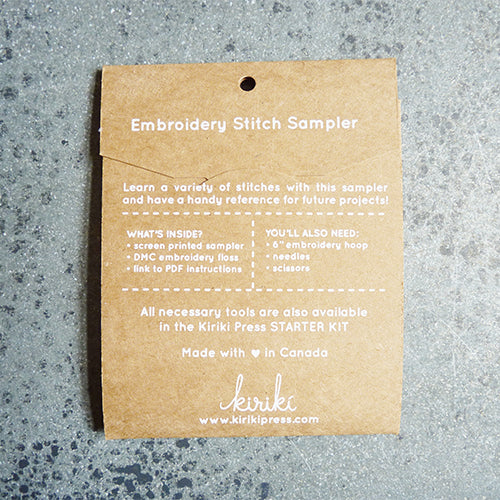 Embroidery Stitch Sampler
Learn a variety of stitches with this sampler
and have a handy reference for future projects!
WHAT'S INSIDE?
• screen printed sampler
• DMC embroidery floss
• link to PDF instructions
YOU'LL ALSO NEED:
• 6" embroidery hoop
• needles
• scissors
All necessary tools are also available
in the Kiriki Press STARTER KIT
Made with ♥ in Canada
kiriki
www.kirikipress.com